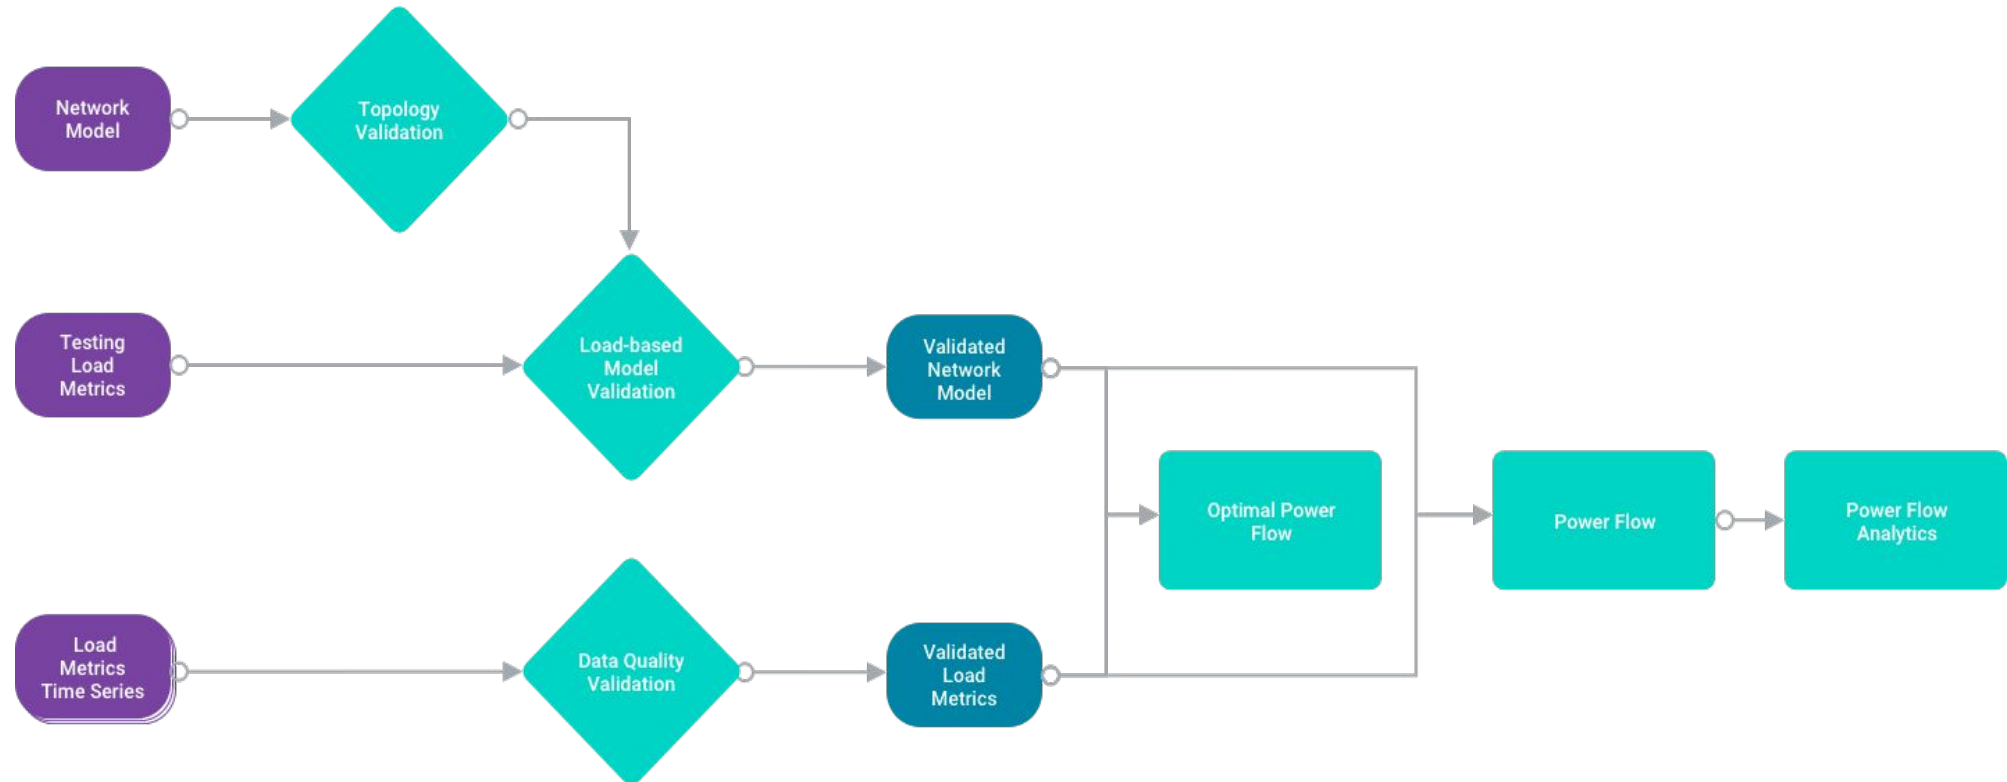 Network
Model
Topology
Validation
Testing
Load
Metrics
Load-based
Model
Validation
Validated
Network
Model
Optimal Power
Flow
Power Flow
Power Flow
Analytics
Load
Metrics
Time Series
Data Quality
Validation
Validated
Load
Metrics